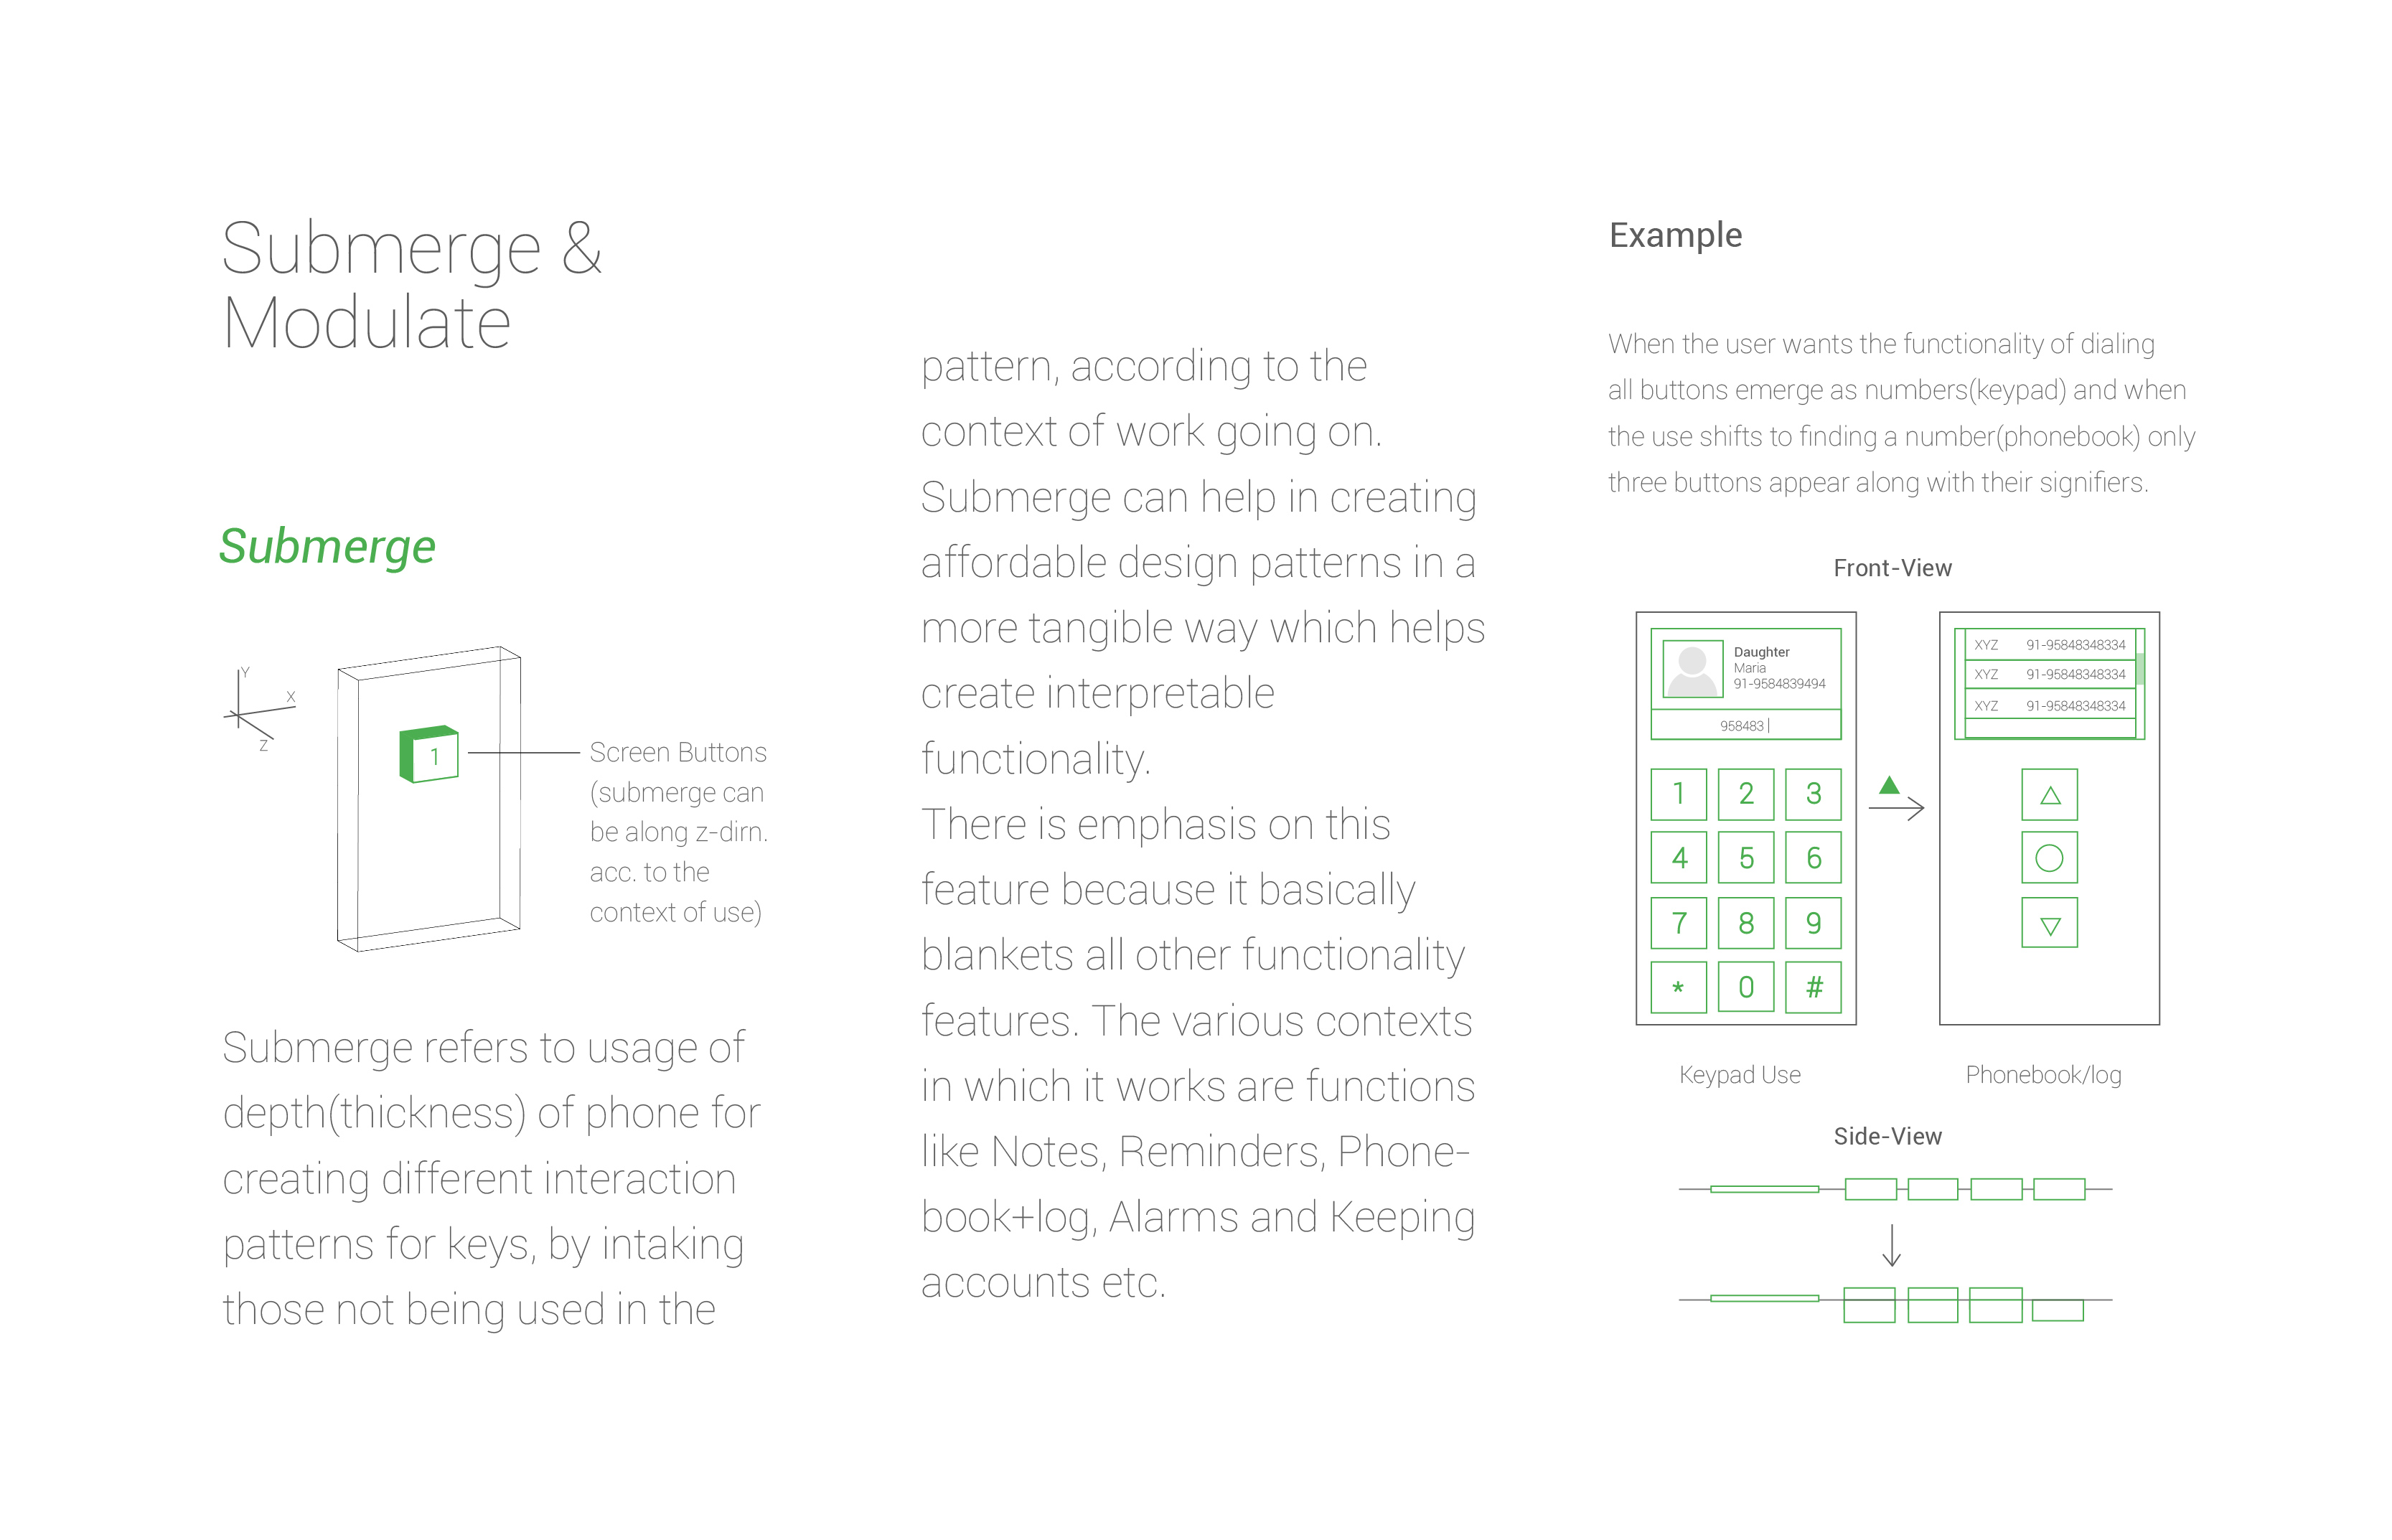 Submerge &
Modulate
Submerge
Y
X
Z
1
Screen Buttons
(submerge can
be along z-dirn.
acc. to the
context of use)
Submerge refers to usage of
depth(thickness) of phone for
creating different interaction
patterns for keys, by intaking
those not being used in the
pattern, according to the
context of work going on.
Submerge can help in creating
affordable design patterns in a
more tangible way which helps
create interpretable
functionality.
There is emphasis on this
feature because it basically
blankets all other functionality
features. The various contexts
in which it works are functions
like Notes, Reminders, Phone-
book+log, Alarms and Keeping
accounts etc.
Example
When the user wants the functionality of dialing
all buttons emerge as numbers(keypad) and when
the use shifts to finding a number(phonebook) only
three buttons appear along with their signifiers.
Front-View
Daughter
Maria
91-9584839494
958483
1 2 3
4 5 6
7 8 9
* 0 #
Keypad Use
XYZ 91-95848348334
XYZ 91-95848348334
XYZ 91-95848348334
Phonebook/log
Side-View